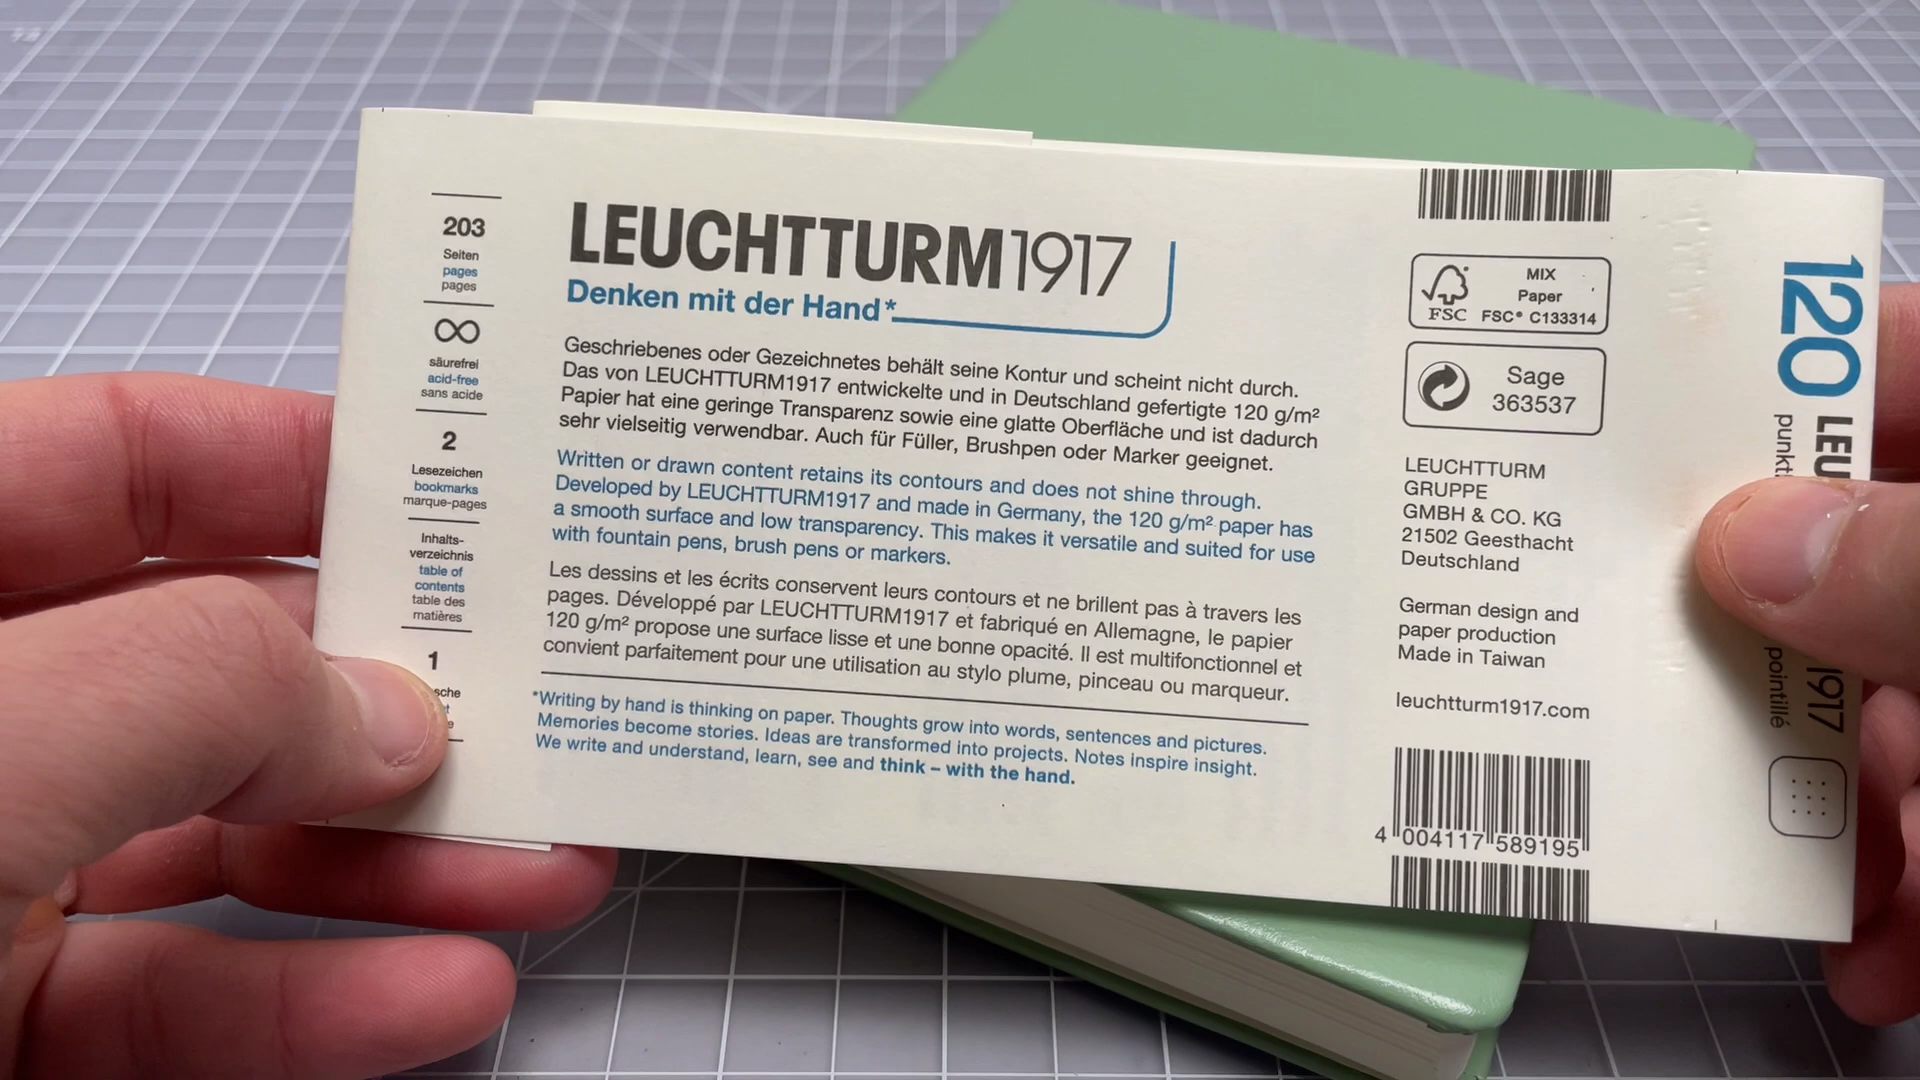 203
Seiten
pages
pages
∞
säurefrei
acid-free
sans acide
2
Lesezeichen
bookmarks
marque-pages
Inhalts-
verzeichnis
table of
contents
table des
matières
1
LEUCHTTURM1917
Denken mit der Hand*
Geschriebenes oder Gezeichnetes behält seine Kontur und scheint nicht durch.
Das von LEUCHTTURM1917 entwickelte und in Deutschland gefertigte 120 g/m²
Papier hat eine geringe Transparenz sowie eine glatte Oberfläche und ist dadurch
sehr vielseitig verwendbar. Auch für Füller, Brushpen oder Marker geeignet.
Written or drawn content retains its contours and does not shine through.
Developed by LEUCHTTURM1917 and made in Germany, the 120 g/m² paper has
a smooth surface and low transparency. This makes it versatile and suited for use
with fountain pens, brush pens or markers.
Les dessins et les écrits conservent leurs contours et ne brillent pas à travers les
pages. Développé par LEUCHTTURM1917 et fabriqué en Allemagne, le papier
120 g/m² propose une surface lisse et une bonne opacité. Il est multifonctionnel et
convient parfaitement pour une utilisation au stylo plume, pinceau ou marqueur.
*Writing by hand is thinking on paper. Thoughts grow into words, sentences and pictures.
Memories become stories. Ideas are transformed into projects. Notes inspire insight.
We write and understand, learn, see and think – with the hand.
FSC
MIX
Paper
FSC® C133314
Sage
363537
LEUCHTTURM
GRUPPE
GMBH & CO. KG
21502 Geesthacht
Deutschland
German design and
paper production
Made in Taiwan
leuchtturm1917.com
4 004117 589195
120
1917
pointillé